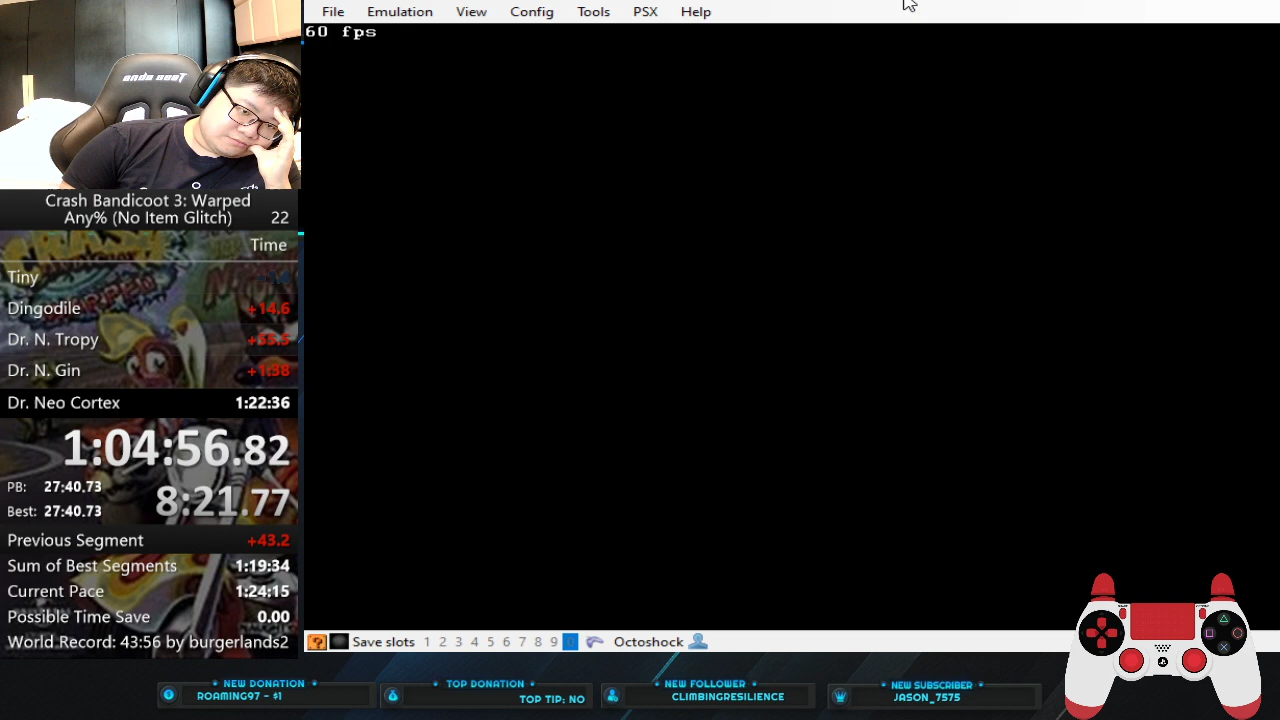 File Emulation View Config Tools PSX Help
60 fps
Crash Bandicoot 3: Warped
Any% (No Item Glitch) 22
Time
Tiny
Dingodile +14.6
Dr. N. Tropy +55.5
Dr. N. Gin +1:38
Dr. Neo Cortex 1:22:36
1:04:56.82
PB: 27:40.73
8:21.77
Best: 27:40.73
Previous Segment +43.2
Sum of Best Segments 1:19:34
Current Pace 1:24:15
Possible Time Save 0.00
World Record: 43:56 by burgerlands2
Save slots 1 2 3 4 5 6 7 8 9 0 Octoshock
NEW DONATION
ROAMING97 - $1
TOP DONATION
TOP TIP: NO
NEW FOLLOWER
CLIMBINGRESILIENCE
NEW SUBSCRIBER
JASON_7575